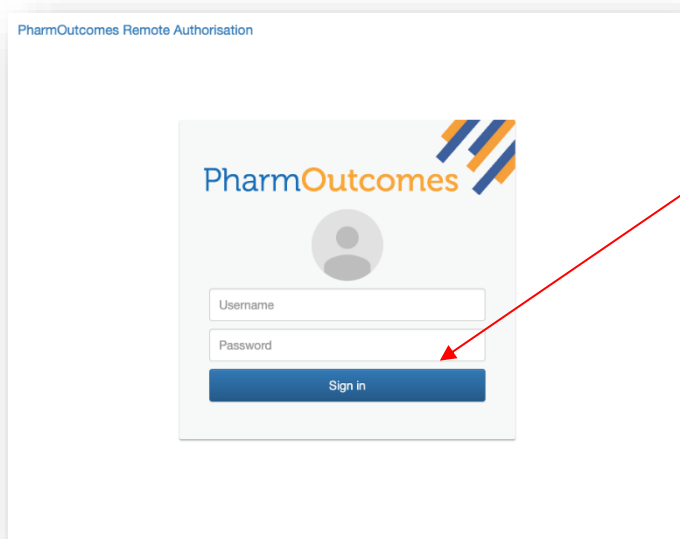 PharmOutcomes Remote Authorisation
PharmOutcomes
Username
Password
Sign in